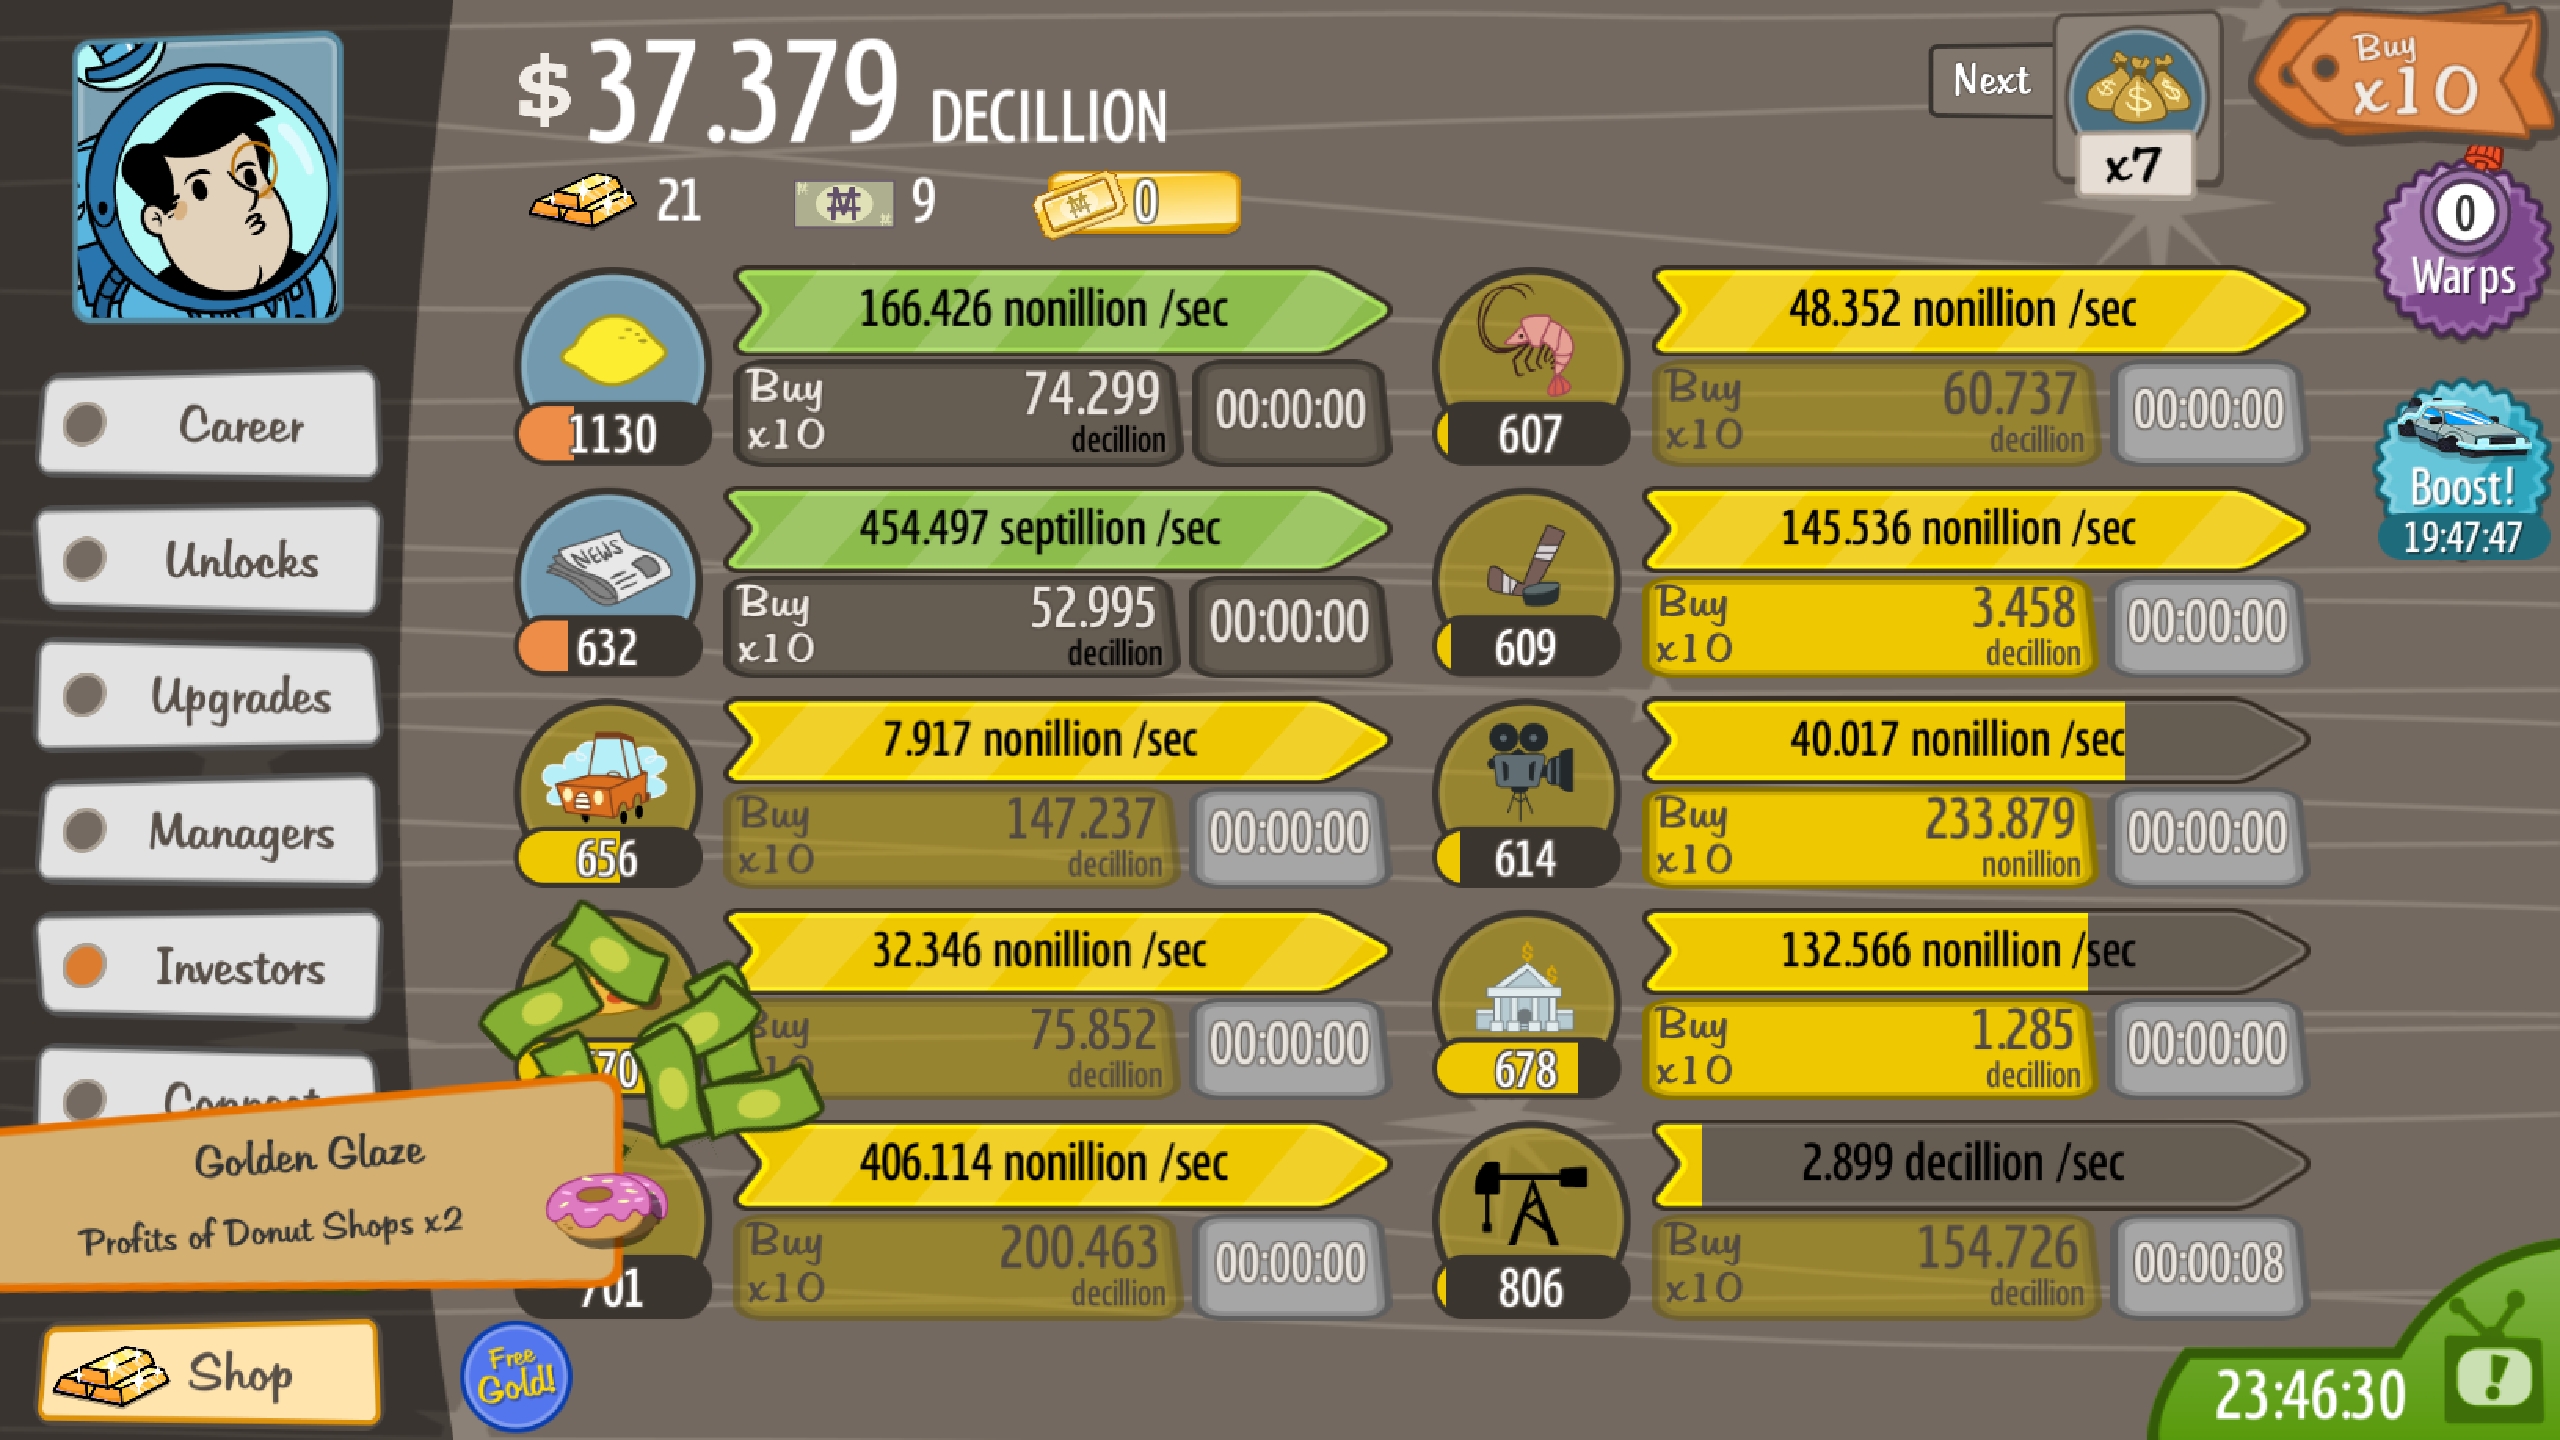 $ 37.379 DECILLION
Next
x7
Buy
x10
21
9
0
0
Warps
Boost!
19:47:47
Career
Unlocks
Upgrades
Managers
Investors
Connect
Golden Glaze
Profits of Donut Shops x2
Shop
Free
Gold!
166.426 nonillion /sec
1130
Buy
x10
74.299
decillion
00:00:00
NEWS
454.497 septillion /sec
632
Buy
x10
52.995
decillion
00:00:00
7.917 nonillion /sec
656
Buy
x10
147.237
decillion
00:00:00
32.346 nonillion /sec
Buy
75.852
decillion
00:00:00
406.114 nonillion /sec
701
Buy
x10
200.463
decillion
00:00:00
48.352 nonillion /sec
607
Buy
x10
60.737
decillion
00:00:00
145.536 nonillion /sec
609
Buy
x10
3.458
decillion
00:00:00
40.017 nonillion /sec
614
Buy
x10
233.879
nonillion
00:00:00
132.566 nonillion /sec
678
Buy
x10
1.285
decillion
00:00:00
2.899 decillion /sec
806
Buy
x10
154.726
decillion
00:00:08
23:46:30